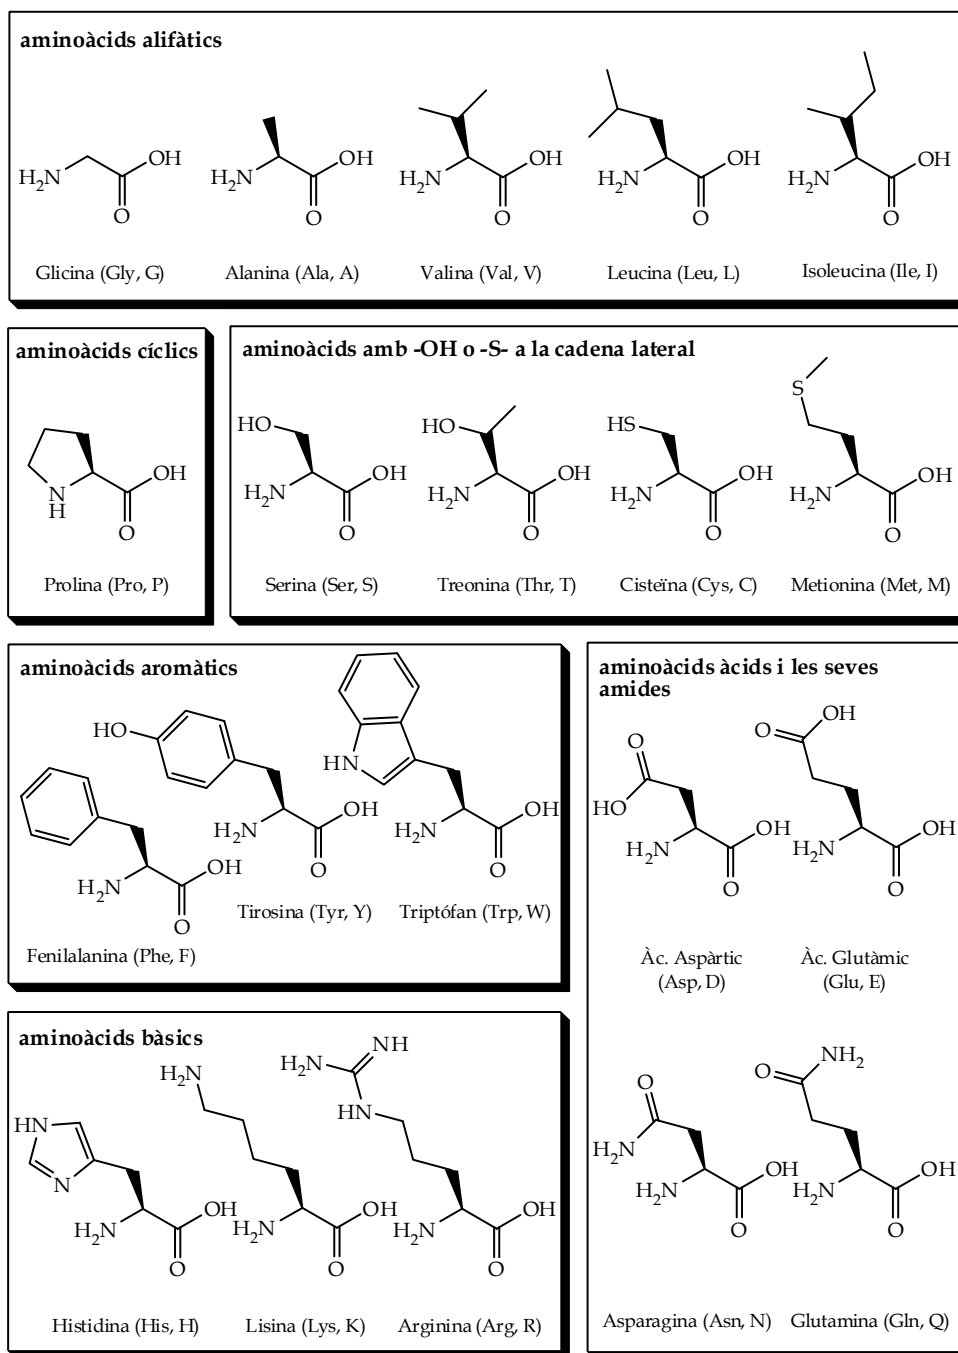 aminoàcids alifàtics
H2N OH O
H2N OH O
H2N OH O
H2N OH O
H2N OH O
Glicina (Gly, G)
Alanina (Ala, A)
Valina (Val, V)
Leucina (Leu, L)
Isoleucina (Ile, I)
aminoàcids cíclics
N H OH O
Prolina (Pro, P)
aminoàcids amb -OH o -S- a la cadena lateral
HO H2N OH O
HO H2N OH O
HS H2N OH O
S H2N OH O
Serina (Ser, S)
Treonina (Thr, T)
Cisteïna (Cys, C)
Metionina (Met, M)
aminoàcids aromàtics
H2N OH O
HO H2N OH O
HN H2N OH O
Tirosina (Tyr, Y)
Triptófan (Trp, W)
Fenilalanina (Phe, F)
aminoàcids àcids i les seves
amides
O HO H2N OH O
O OH H2N OH O
Àc. Aspàrtic
(Asp, D)
Àc. Glutàmic
(Glu, E)
O H2N H2N OH O
O NH2 H2N OH O
Asparagina (Asn, N)
Glutamina (Gln, Q)
aminoàcids bàsics
HN N H2N OH O
H2N H2N OH O
H2N NH HN H2N OH O
Histidina (His, H)
Lisina (Lys, K)
Arginina (Arg, R)